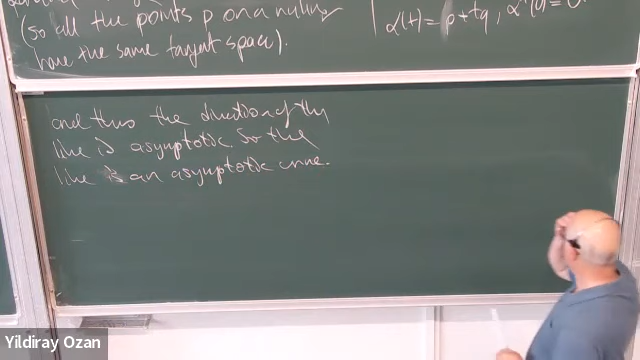 (so all the points p on a ruling
have the same tangent space).
α(t) = p + tq, α''(t) = 0.
and thus the direction of the
line is asymptotic. So the
line is an asymptotic curve.
Yildiray Ozan